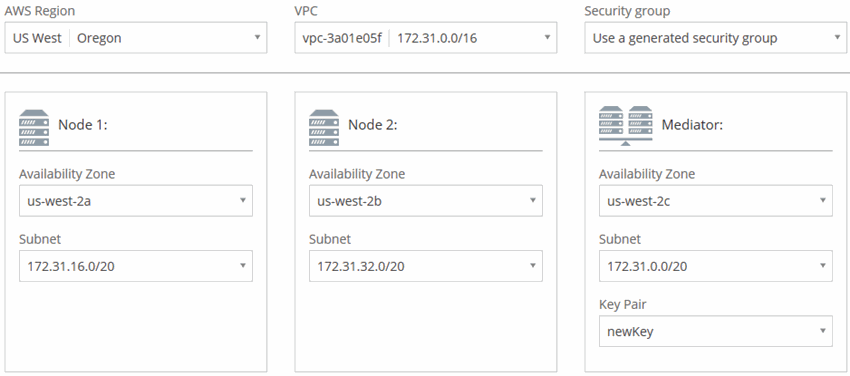 AWS Region VPC Security group
US West Oregon vpc-3a01e05f 172.31.0.0/16 Use a generated security group
Node 1: Node 2: Mediator:
Availability Zone Availability Zone Availability Zone
us-west-2a us-west-2b us-west-2c
Subnet Subnet Subnet
172.31.16.0/20 172.31.32.0/20 172.31.0.0/20
Key Pair
newKey